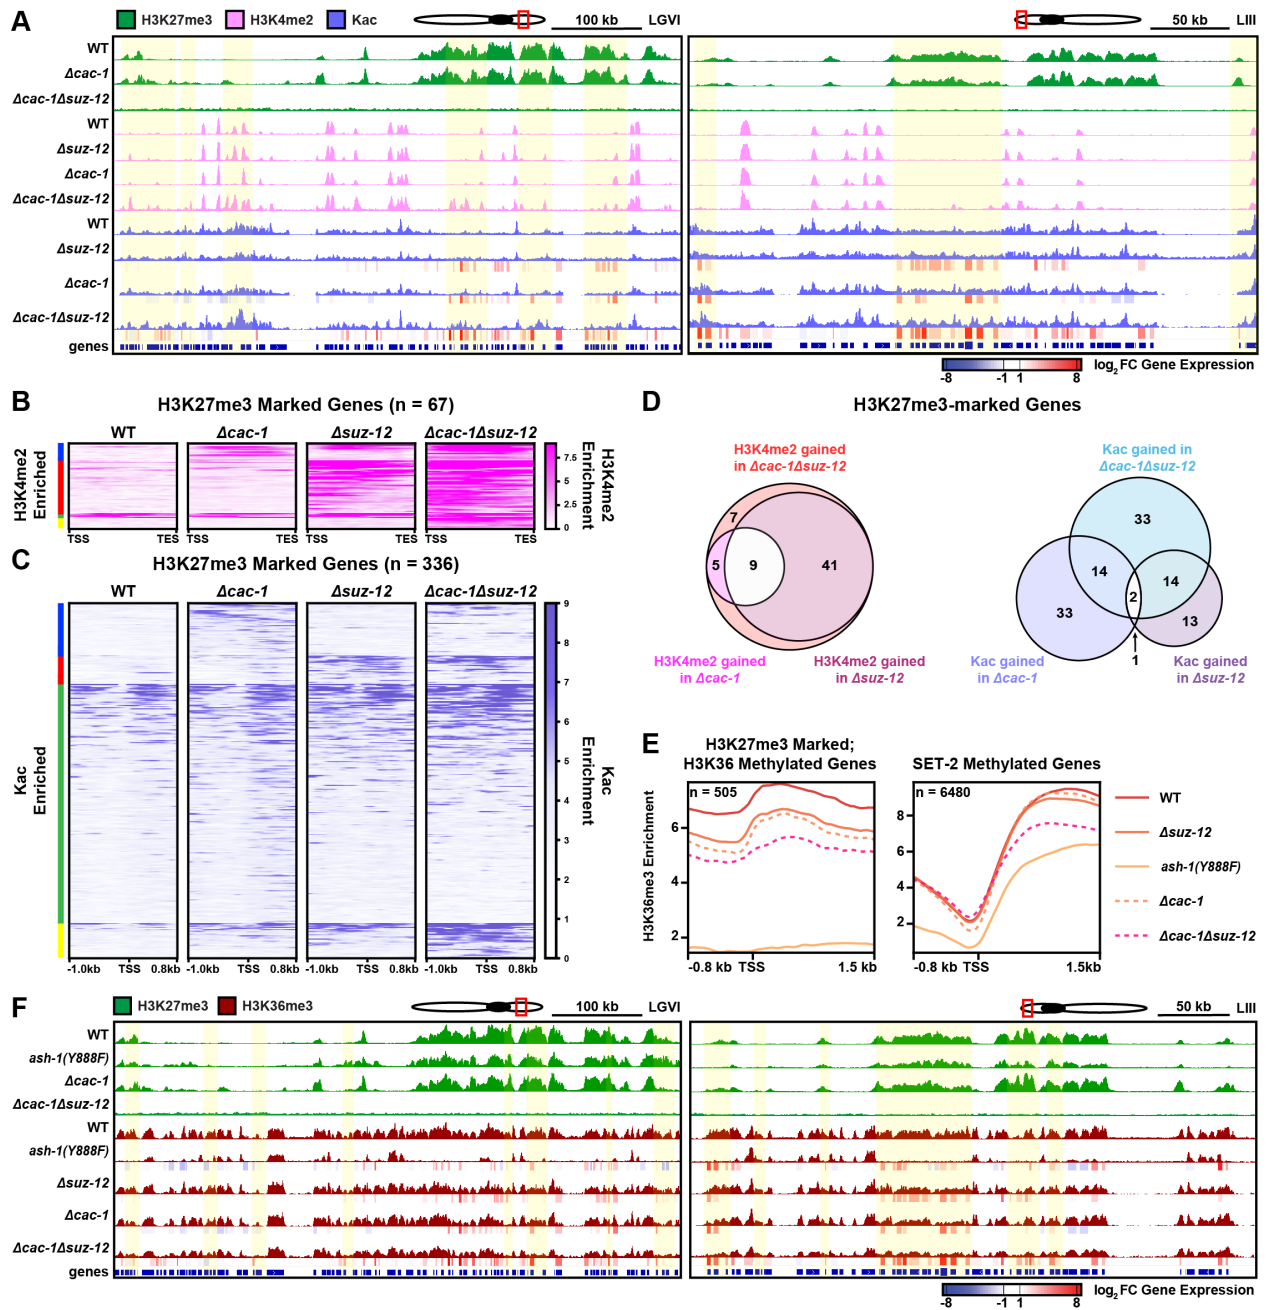 A
H3K27me3 H3K4me2 Kac 100 kb LGVI 50 kb LIII
WT
Δcac-1
Δcac-1Δsuz-12
WT
Δsuz-12
Δcac-1
Δcac-1Δsuz-12
WT
Δsuz-12
Δcac-1
Δcac-1Δsuz-12
genes
-8 -1 1 8 log2 FC Gene Expression
B
H3K27me3 Marked Genes (n = 67)
WT Δcac-1 Δsuz-12 Δcac-1Δsuz-12
H3K4me2
Enriched
TSS TES TSS TES TSS TES TSS TES
7.5
5
2.5
0
H3K4me2
Enrichment
C
H3K27me3 Marked Genes (n = 336)
WT Δcac-1 Δsuz-12 Δcac-1Δsuz-12
Kac
Enriched
-1.0kb TSS 0.8kb -1.0kb TSS 0.8kb -1.0kb TSS 0.8kb -1.0kb TSS 0.8kb
9
8
7
6
5
4
3
2
1
0
Kac
Enrichment
D
H3K27me3-marked Genes
H3K4me2 gained
in Δcac-1Δsuz-12
7
5
9
41
H3K4me2 gained
in Δcac-1
H3K4me2 gained
in Δsuz-12
Kac gained in
Δcac-1Δsuz-12
33
14
14
2
33
13
1
Kac gained
in Δcac-1
Kac gained
in Δsuz-12
E
H3K27me3 Marked;
H3K36 Methylated Genes
n = 505
H3K36me3 Enrichment
6
4
2
-0.8 kb TSS 1.5 kb
SET-2 Methylated Genes
n = 6480
8
6
4
2
-0.8 kb TSS 1.5kb
WT
Δsuz-12
ash-1(Y888F)
Δcac-1
Δcac-1Δsuz-12
F
H3K27me3 H3K36me3 100 kb LGVI 50 kb LIII
WT
ash-1(Y888F)
Δcac-1
Δcac-1Δsuz-12
WT
ash-1(Y888F)
Δsuz-12
Δcac-1
Δcac-1Δsuz-12
genes
-8 -1 1 8 log2 FC Gene Expression